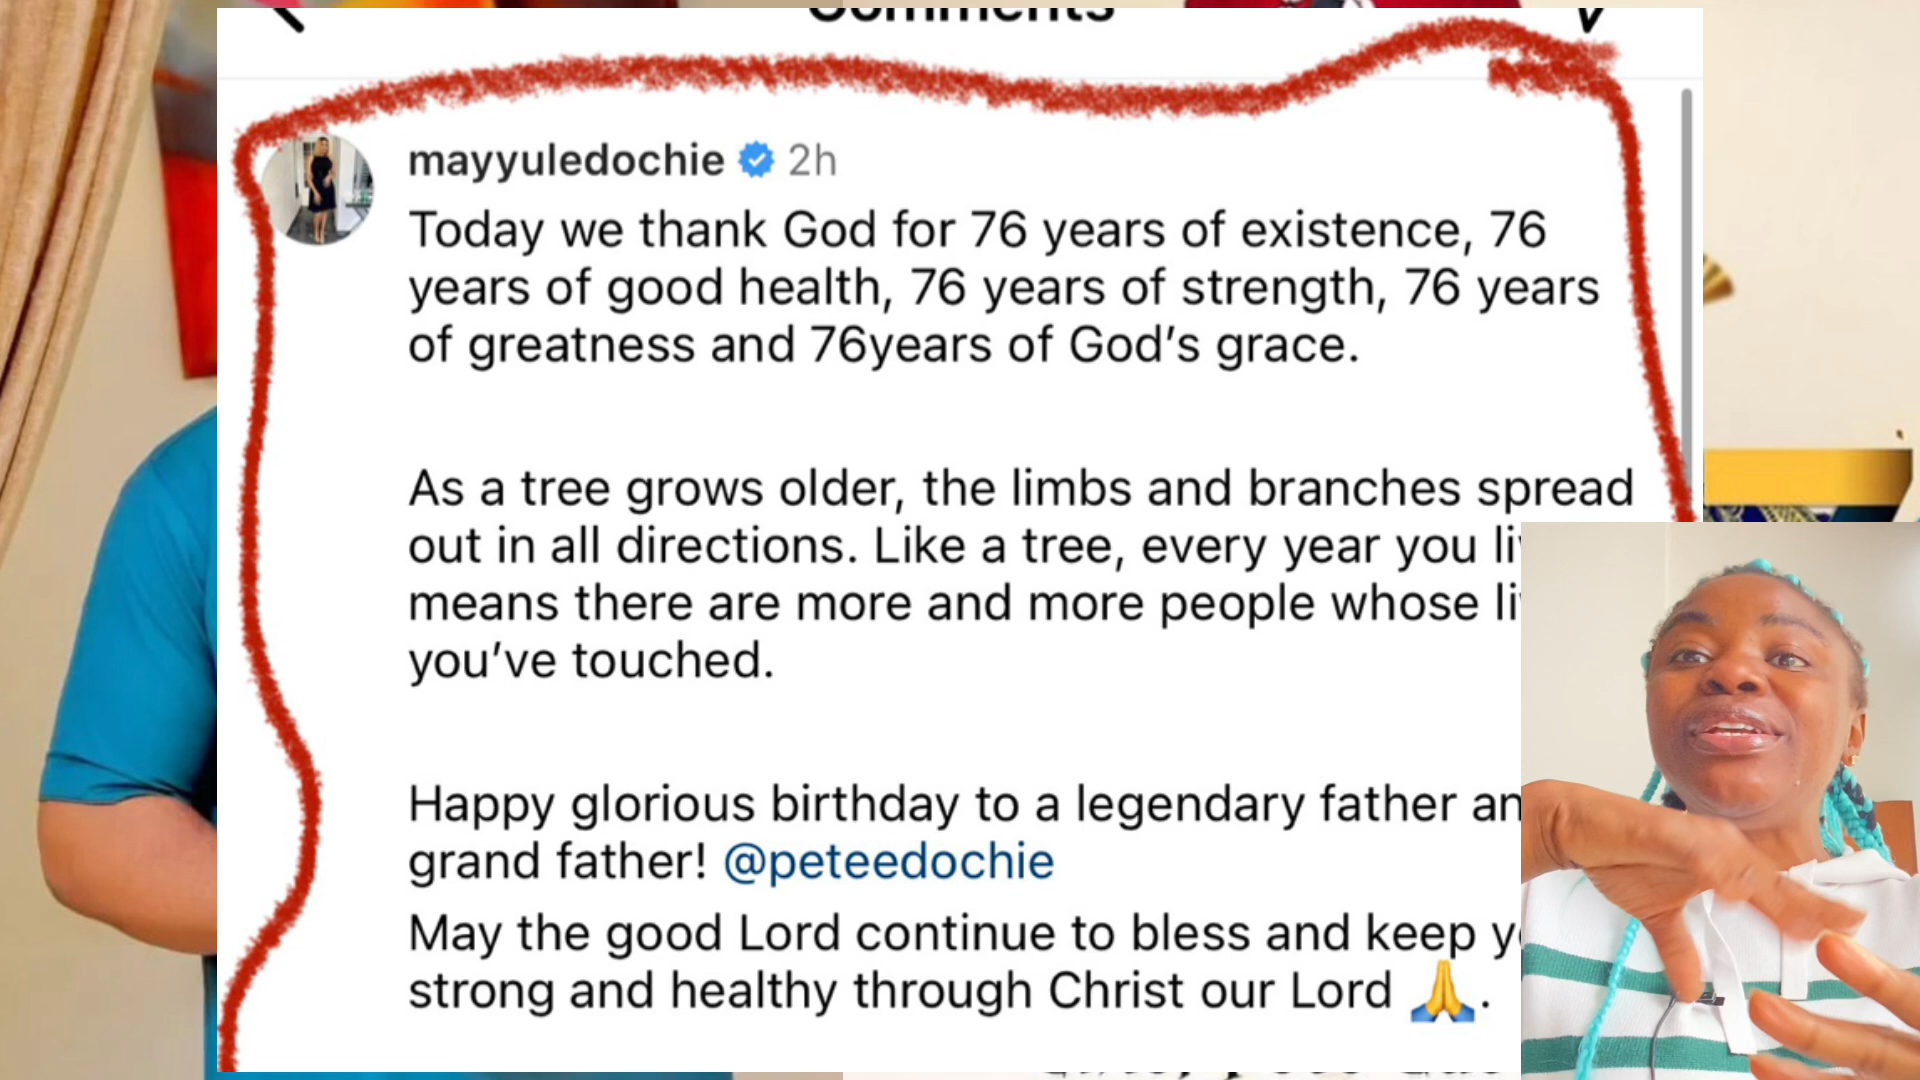 Comments
mayyuledochie 2h
Today we thank God for 76 years of existence, 76
years of good health, 76 years of strength, 76 years
of greatness and 76years of God's grace.
As a tree grows older, the limbs and branches spread
out in all directions. Like a tree, every year you
means there are more and more people whose
you've touched.
Happy glorious birthday to a legendary father
grand father! @peteedochie
May the good Lord continue to bless and keep
strong and healthy through Christ our Lord 🙏.